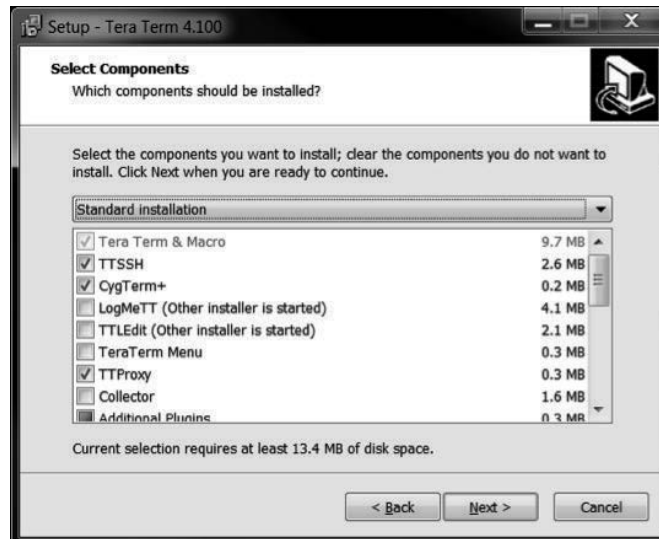 Setup - Tera Term 4.100
Select Components
Which components should be installed?
Select the components you want to install; clear the components you do not want to
install. Click Next when you are ready to continue.
Standard installation
Tera Term & Macro 9.7 MB
TTSSH 2.6 MB
CygTerm+ 0.2 MB
LogMeTT (Other installer is started) 4.1 MB
TTLEdit (Other installer is started) 2.1 MB
TeraTerm Menu 0.3 MB
TTProxy 0.3 MB
Collector 1.6 MB
Additional Plugins 0.3 MB
Current selection requires at least 13.4 MB of disk space.
< Back Next > Cancel